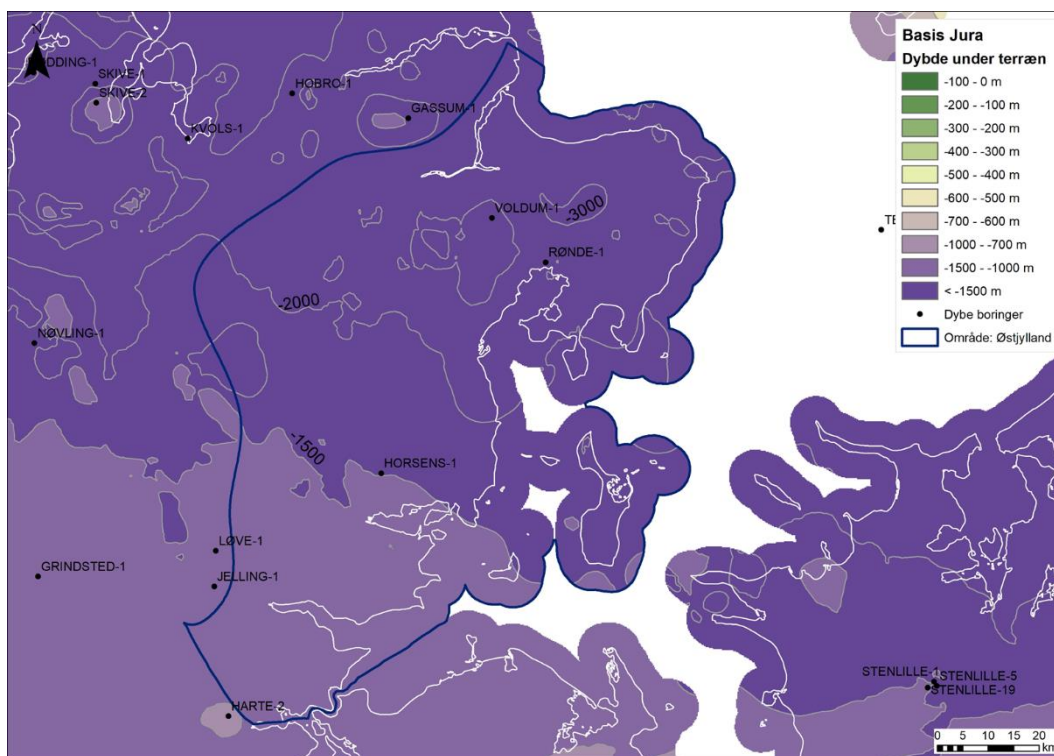 N
SKIVE-1
SKIVE-2
HOBRO-1
GASSUM-1
KVOLS-1
VOLDUM-1
-3000
RØNDE-1
-2000
NØVLING-1
-1500
HORSENS-1
LØVE-1
GRINDSTED-1
JELLING-1
HARTE-2
STENLILLE-1
STENLILLE-5
STENLILLE-19
Basis Jura
Dybde under terræn
-100 - 0 m
-200 - -100 m
-300 - -200 m
-400 - -300 m
-500 - -400 m
-600 - -500 m
-700 - -600 m
-1000 - -700 m
-1500 - -1000 m
< -1500 m
Dybe boringer
Område: Østjylland
0 5 10 15 20